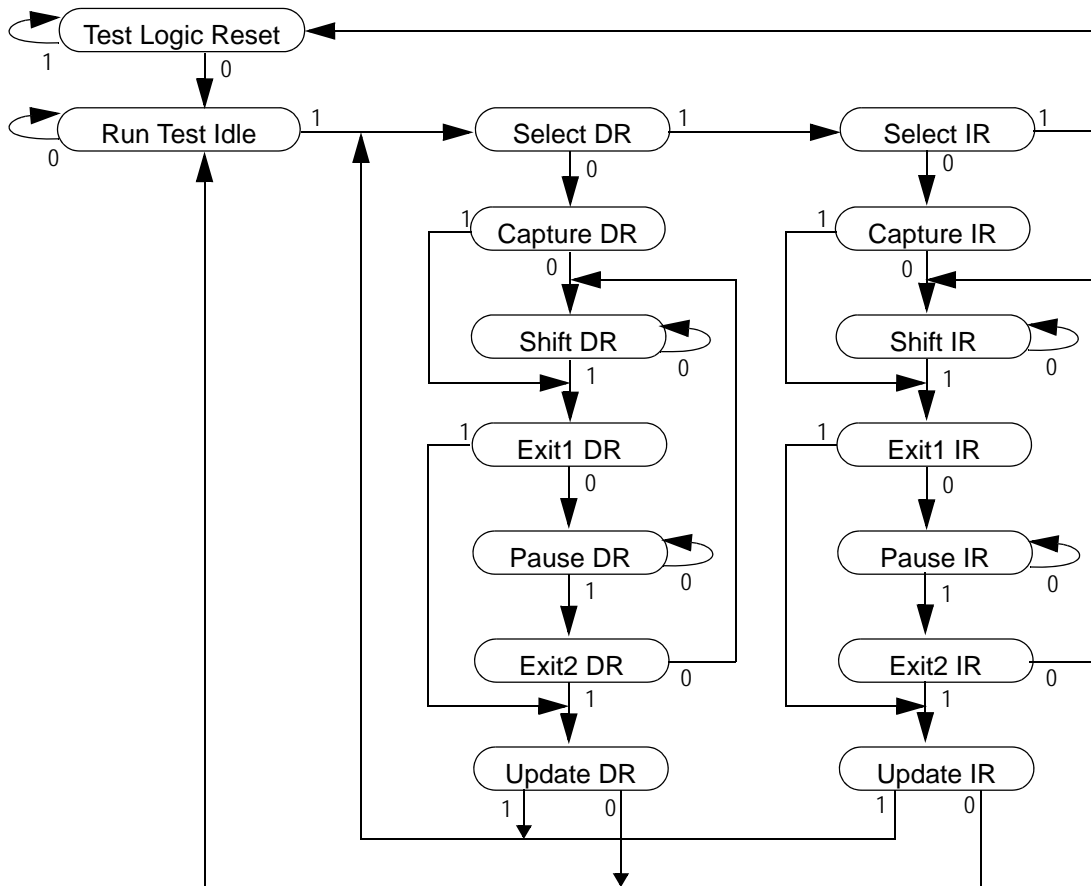 Test Logic Reset
1
0
Run Test Idle
1
Select DR
1
Select IR
1
0
0
0
1
Capture DR
1
Capture IR
0
0
Shift DR
Shift IR
0
0
1
1
1
Exit1 DR
1
Exit1 IR
0
0
Pause DR
Pause IR
0
0
1
1
Exit2 DR
Exit2 IR
0
0
1
1
Update DR
Update IR
1
0
1
0